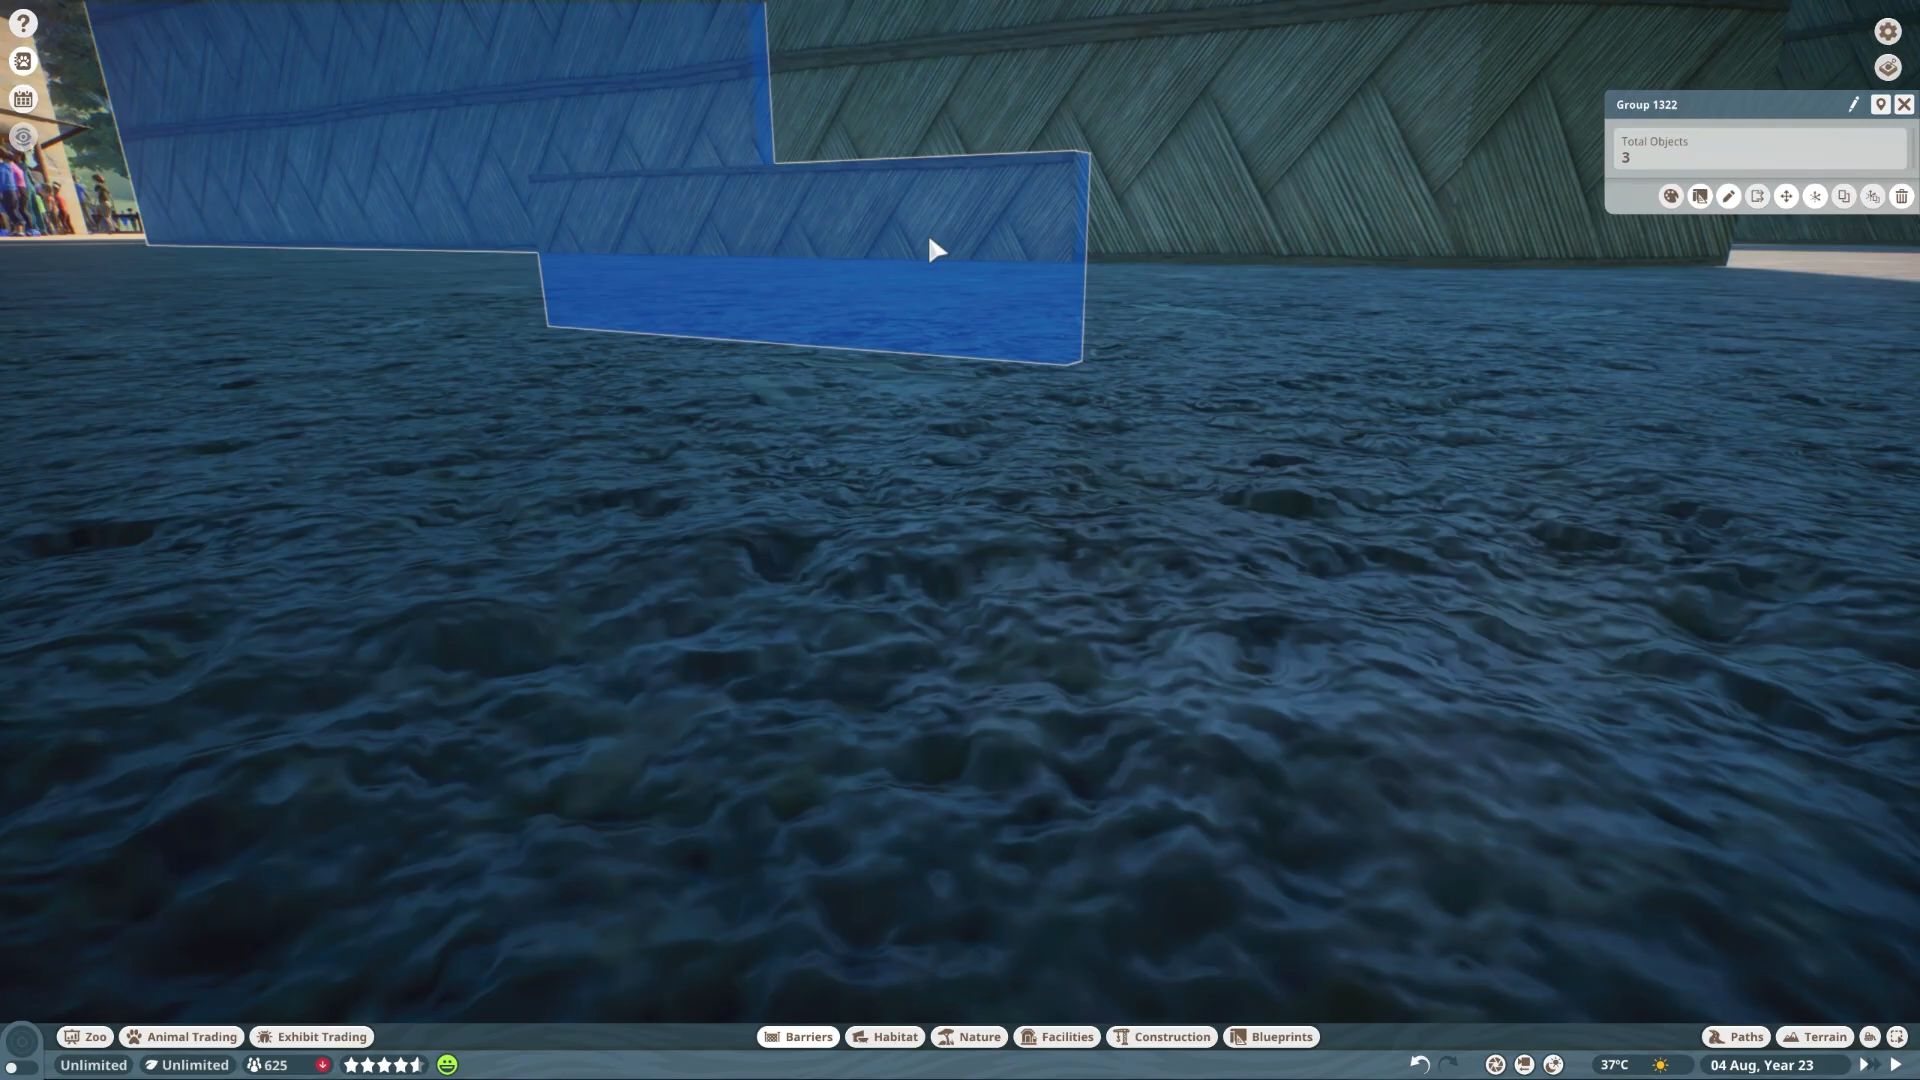 ?
Group 1322
Total Objects
3
Zoo
Animal Trading
Exhibit Trading
Barriers
Habitat
Nature
Facilities
Construction
Blueprints
Paths
Terrain
Unlimited
Unlimited
625
37°C
04 Aug, Year 23